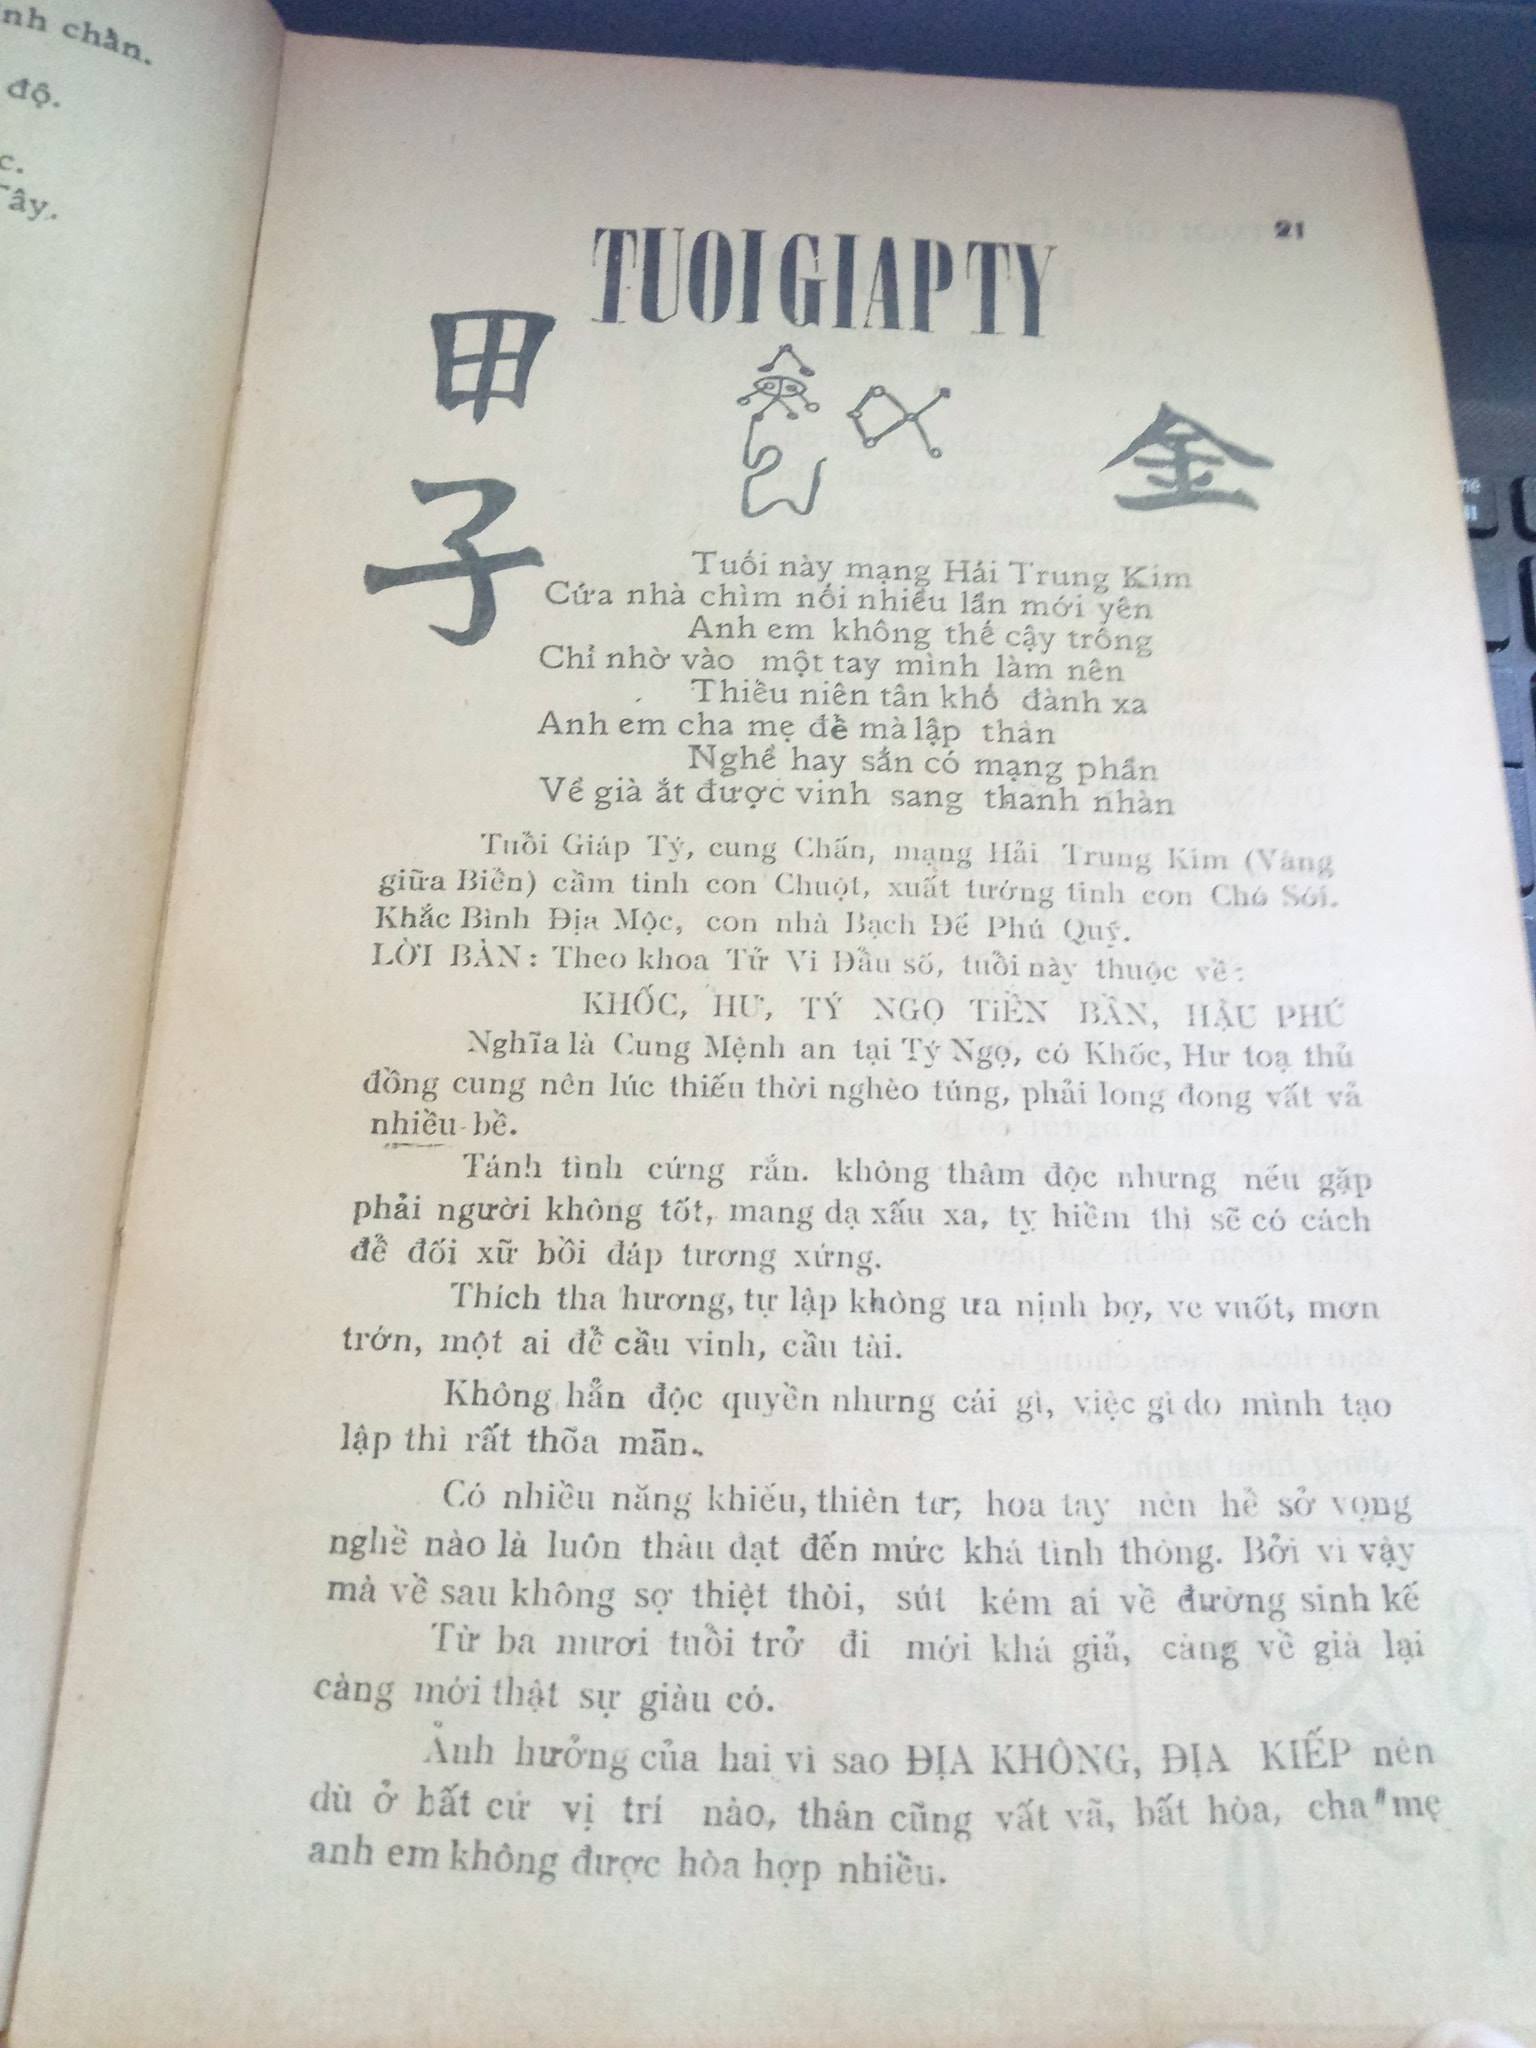 inh chân.
độ.
c.
Tây.
21
TUOI GIAP TY
甲
子
金
Tuổi này mạng Hải Trung Kim
Cửa nhà chìm nổi nhiều lần mới yên
Anh em không thể cậy trông
Chỉ nhờ vào một tay mình làm nên
Thiếu niên tân khổ đành xa
Anh em cha mẹ để mà lập thân
Nghề hay sẵn có mạng phần
Về già ắt được vinh sang thanh nhàn
Tuổi Giáp Tý, cung Chấn, mạng Hải Trung Kim (Vàng
giữa Biển) cầm tinh con Chuột, xuất tướng tinh con Chó Sói.
Khắc Bình Địa Mộc, con nhà Bạch Đế Phú Quý.
LỜI BÀN: Theo khoa Tử Vi Đẩu số, tuổi này thuộc về:
KHỐC, HƯ, TÝ NGỌ TiỀN BẦN, HẬU PHÚ
Nghĩa là Cung Mệnh an tại Tý Ngọ, có Khốc, Hư toạ thủ
đồng cung nên lúc thiếu thời nghèo túng, phải long đong vất vả
nhiều bề.
Tánh tình cứng rắn. không thâm độc nhưng nếu gặp
phải người không tốt, mang dạ xấu xa, tỵ hiềm thì sẽ có cách
để đối xữ bồi đáp tương xứng.
Thích tha hương, tự lập không ưa nịnh bợ, ve vuốt, mơn
trớn, một ai để cầu vinh, cầu tài.
Không hẳn độc quyền nhưng cái gì, việc gì do mình tạo
lập thì rất thõa mãn.
Có nhiều năng khiếu, thiên tư, hoa tay nên hề sở vọng
nghề nào là luôn thâu đạt đến mức khá tinh thông. Bởi vì vậy
mà về sau không sợ thiệt thòi, sút kém ai về đường sinh kế
Từ ba mươi tuổi trở đi mới khá giả, càng về già lại
càng mới thật sự giàu có.
Ảnh hưởng của hai vì sao ĐỊA KHÔNG, ĐỊA KIẾP nên
dù ở bất cứ vị trí nào, thân cũng vất vã, bất hòa, cha mẹ
anh em không được hòa hợp nhiều.